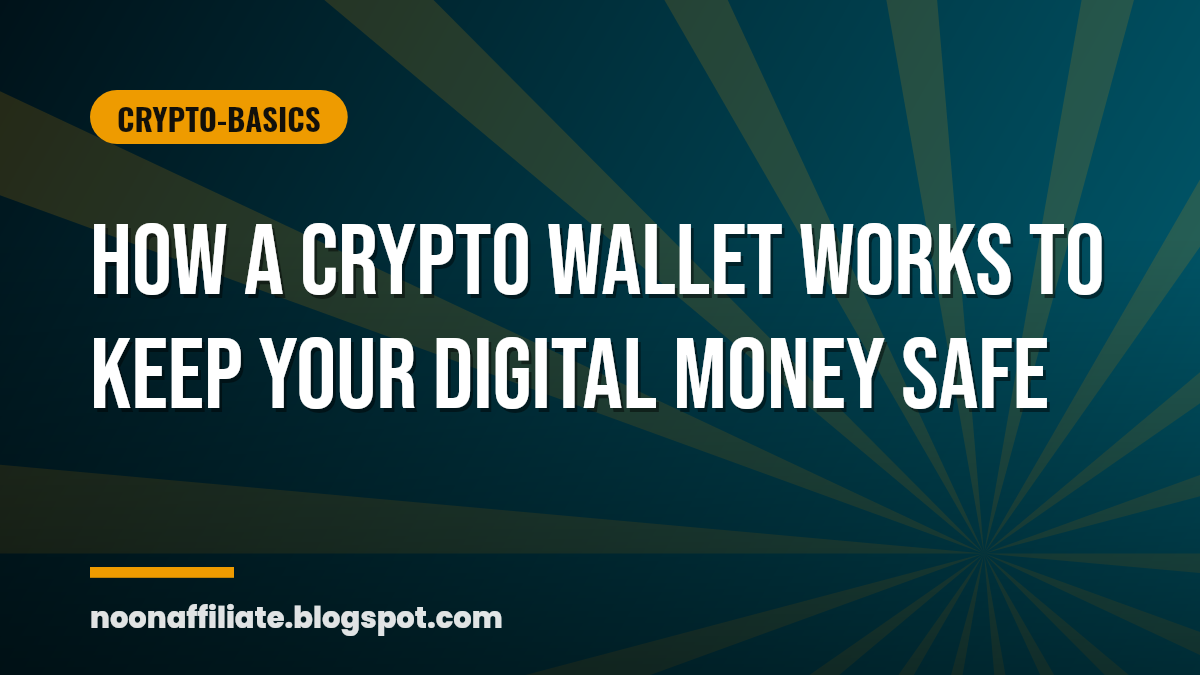 CRYPTO-BASICS
HOW A CRYPTO WALLET WORKS TO
KEEP YOUR DIGITAL MONEY SAFE
noonaffiliate.blogspot.com